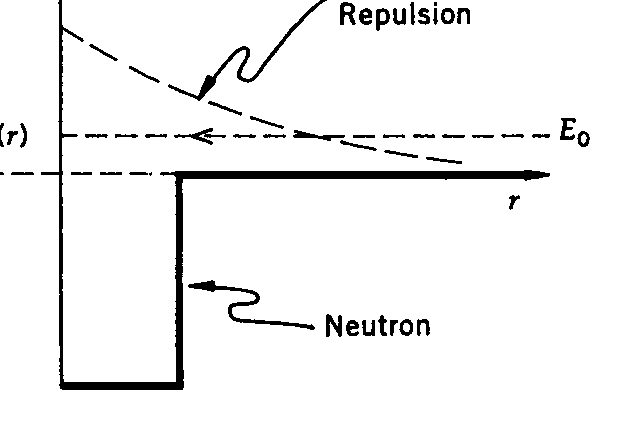 Repulsion
(r)
E₀
r
Neutron